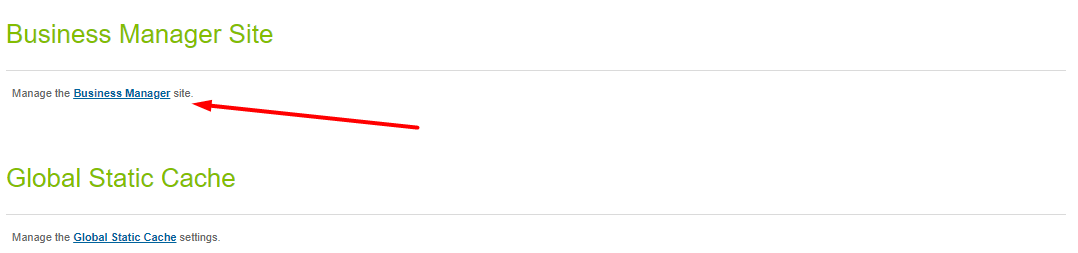 Business Manager Site
Manage the Business Manager site.
Global Static Cache
Manage the Global Static Cache settings.